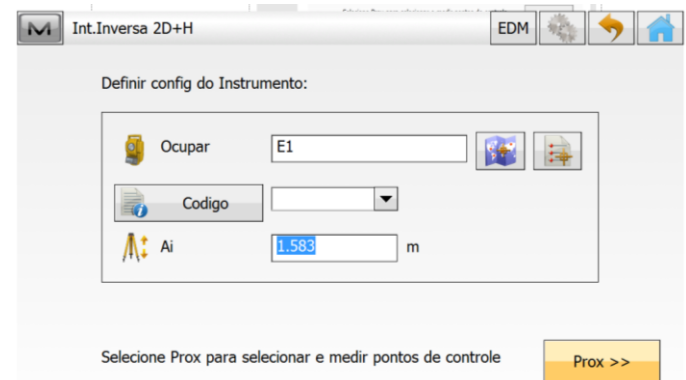 Int.Inversa 2D+H
EDM
Definir config do Instrumento:
Ocupar
E1
Codigo
Ai
1.583
m
Selecione Prox para selecionar e medir pontos de controle
Prox >>